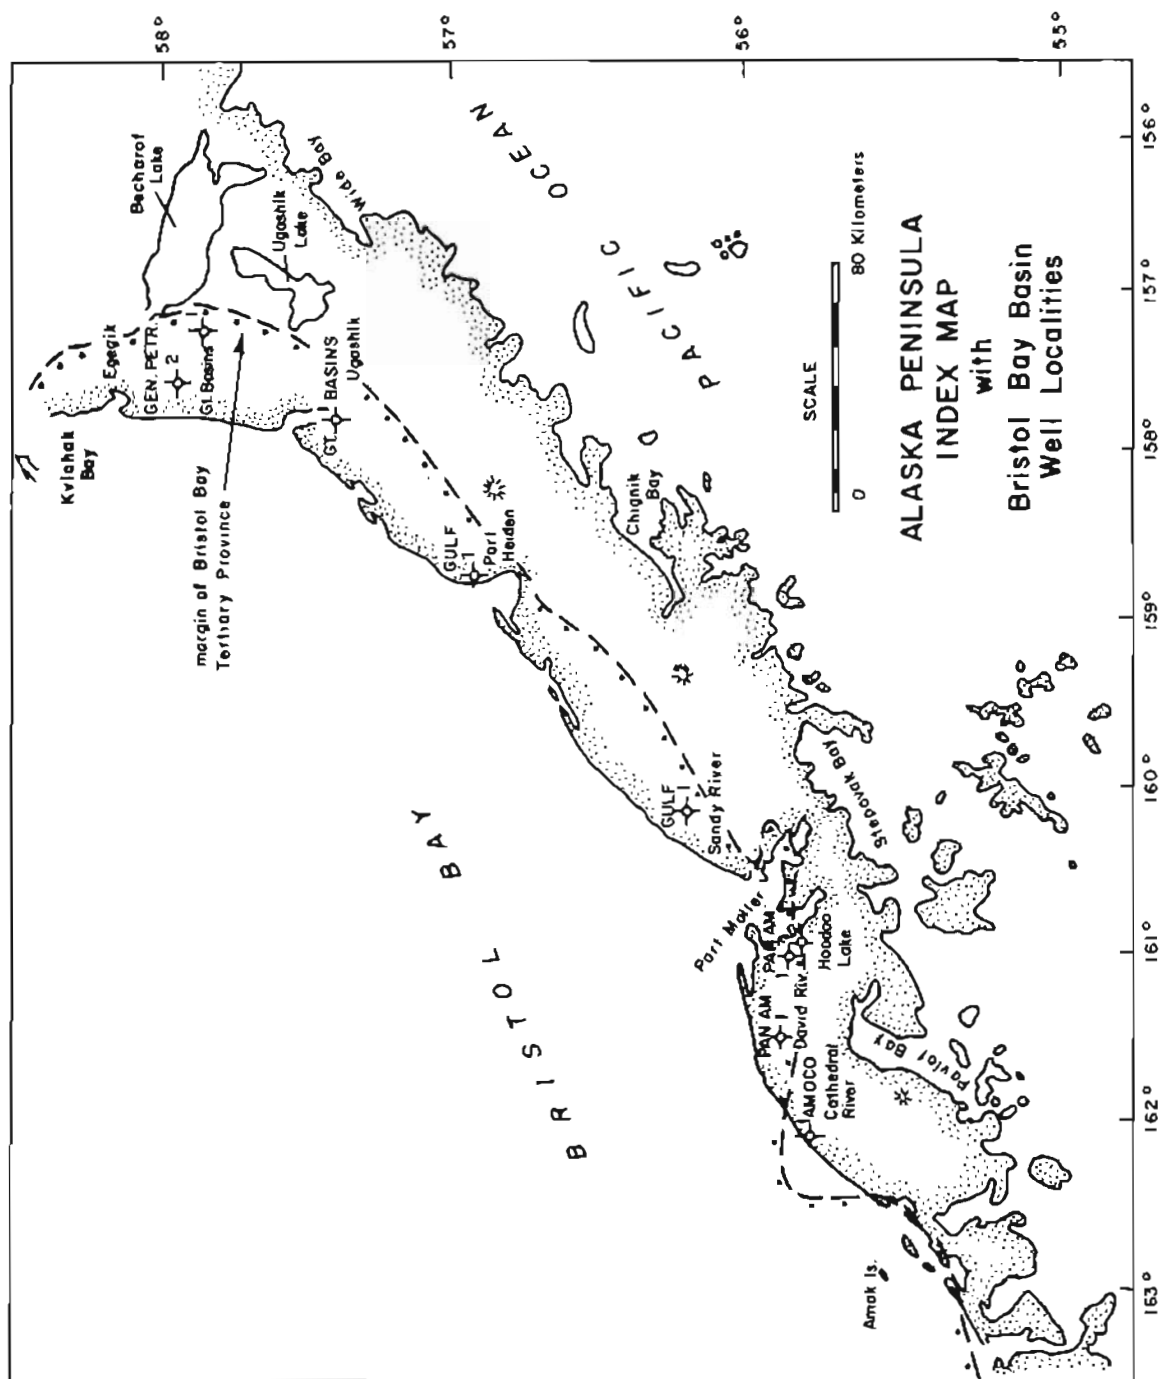 58°
57°
56°
55°
156°
157°
158°
159°
160°
161°
162°
163°
Becharof
Lake
Ugashik
Lake
Wide Bay
PACIFIC OCEAN
Egegik
Kvichak
Bay
GEN. PETR.
2
Gt. Basins
1
margin of Bristol Bay
Tertiary Province
GT. BASINS
Ugashik
GULF
1
Port
Heiden
Chignik
Bay
BRISTOL BAY
GULF
1
Sandy River
Stepovak Bay
Port Moller
PAN AM
1
2
Hoodoo
Lake
PAN AM
1
David Riv.
AMOCO
Cathedral
River
Pavlof Bay
Amak Is.
SCALE
0 80 Kilometers
ALASKA PENINSULA
INDEX MAP
with
Bristol Bay Basin
Well Localities